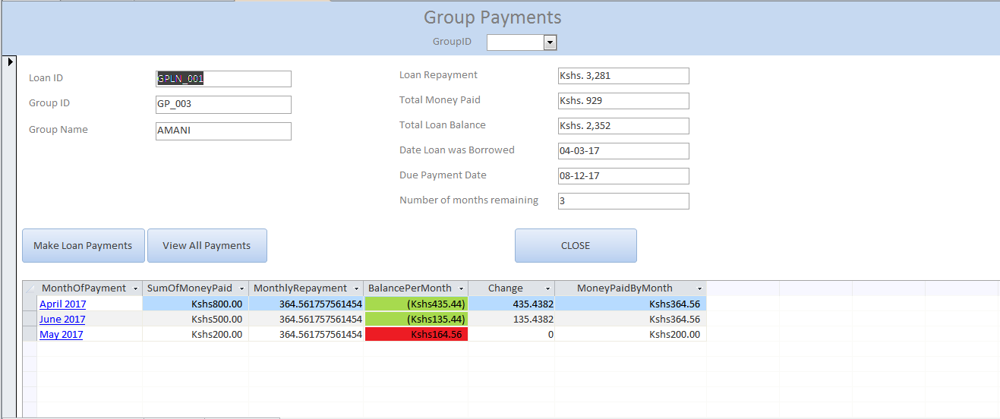 Group Payments
GroupID
Loan ID GPLN_001
Group ID GP_003
Group Name AMANI
Loan Repayment Kshs. 3,281
Total Money Paid Kshs. 929
Total Loan Balance Kshs. 2,352
Date Loan was Borrowed 04-03-17
Due Payment Date 08-12-17
Number of months remaining 3
Make Loan Payments View All Payments CLOSE
MonthOfPayment SumOfMoneyPaid MonthlyRepayment BalancePerMonth Change MoneyPaidByMonth
April 2017 Kshs800.00 364.561757561454 (Kshs435.44) 435.4382 Kshs364.56
June 2017 Kshs500.00 364.561757561454 (Kshs135.44) 135.4382 Kshs364.56
May 2017 Kshs200.00 364.561757561454 Kshs164.56 0 Kshs200.00